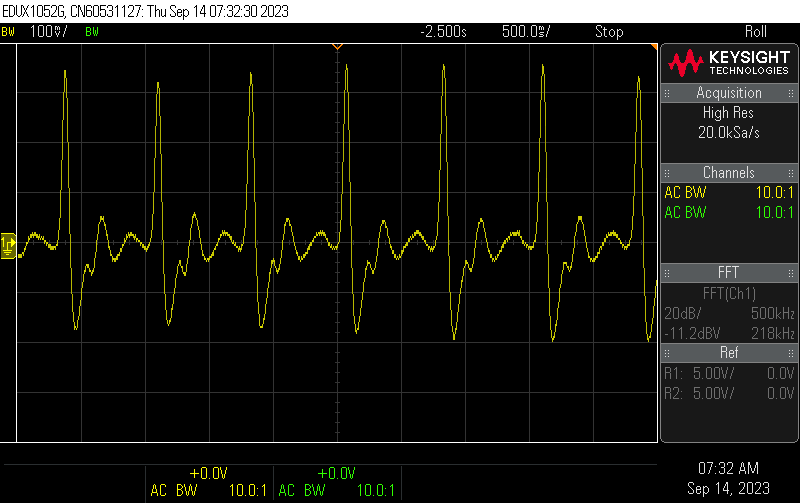 EDUX1052G, CN60531127: Thu Sep 14 07:32:30 2023
BW 100%/ BW -2.500s 500.0ms/ Stop Roll
KEYSIGHT
TECHNOLOGIES
Acquisition
High Res
20.0kSa/s
Channels
AC BW 10.0:1
AC BW 10.0:1
FFT
FFT(Ch1)
20dB/ 500kHz
-11.2dBV 218kHz
Ref
R1: 5.00V/ 0.0V
R2: 5.00V/ 0.0V
1
+0.0V +0.0V
AC BW 10.0:1 AC BW 10.0:1
07:32 AM
Sep 14, 2023